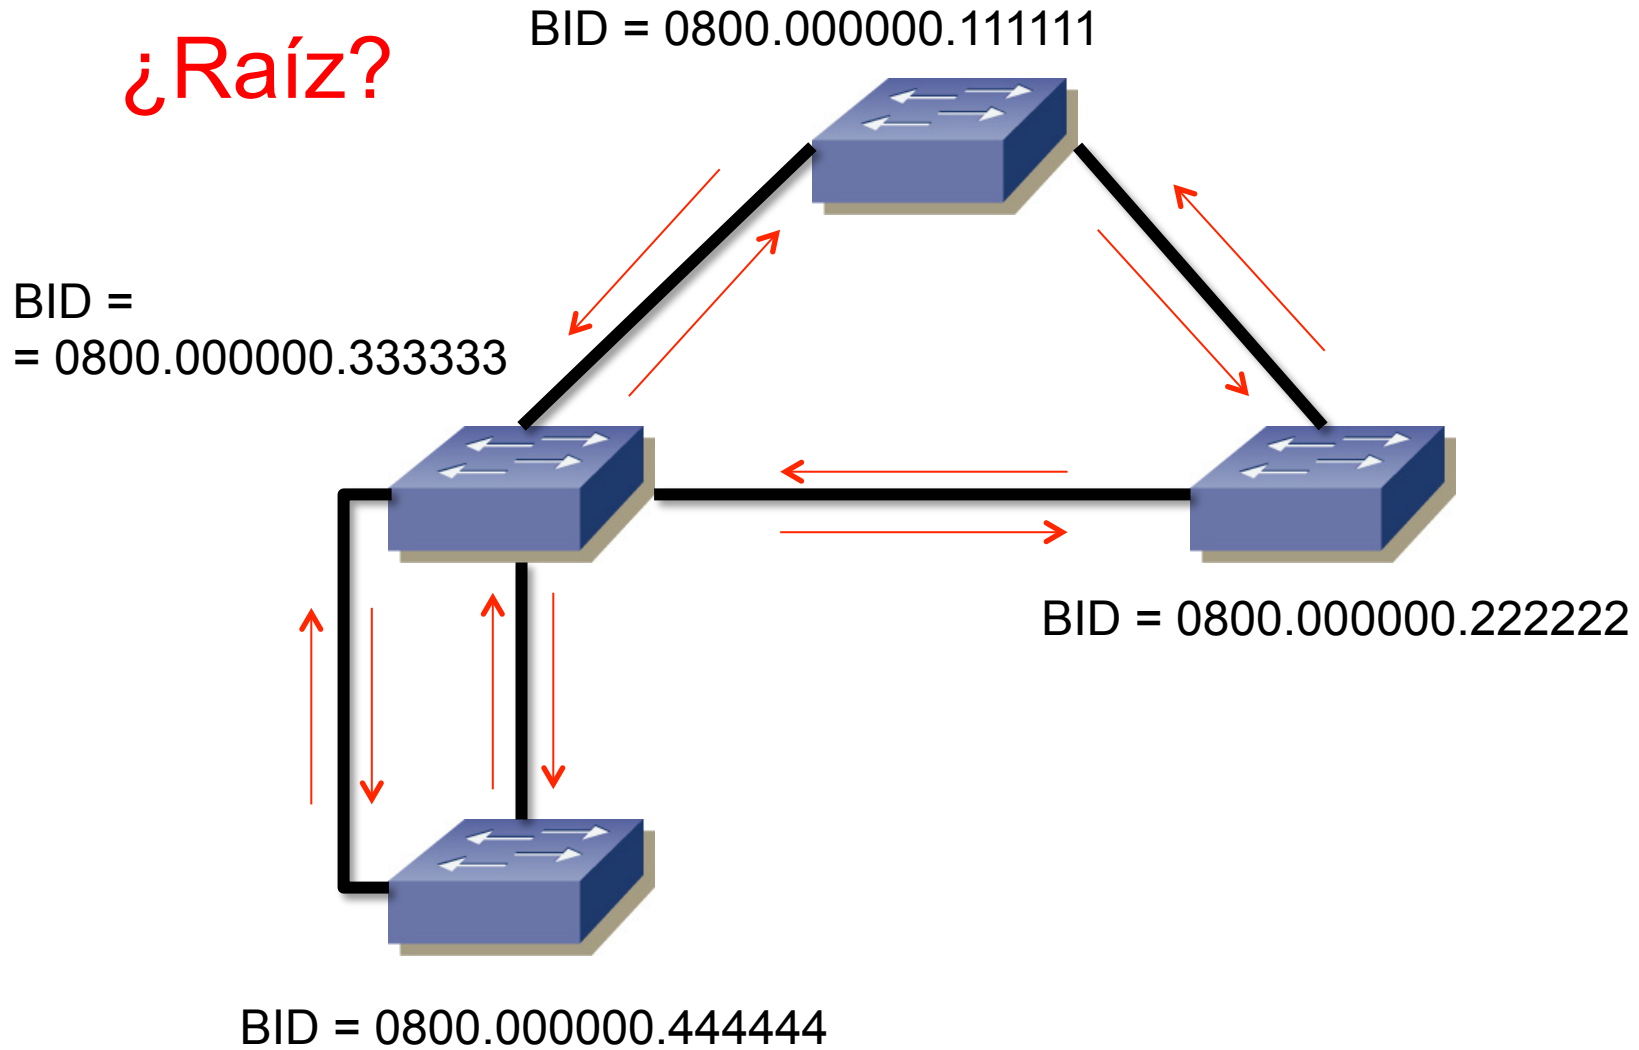 BID = 0800.000000.111111
¿Raíz?
BID =
= 0800.000000.333333
BID = 0800.000000.222222
BID = 0800.000000.444444